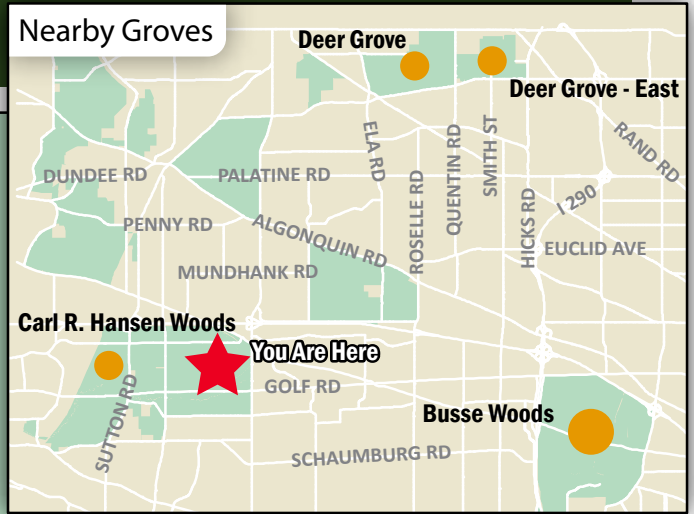 Nearby Groves
Deer Grove
Deer Grove - East
ELA RD
ROSELLE RD
QUENTIN RD
SMITH ST
RAND RD
DUNDEE RD
PALATINE RD
HICKS RD
I 290
PENNY RD
ALGONQUIN RD
EUCLID AVE
MUNDHANK RD
Carl R. Hansen Woods
You Are Here
GOLF RD
SUTTON RD
Busse Woods
SCHAUMBURG RD